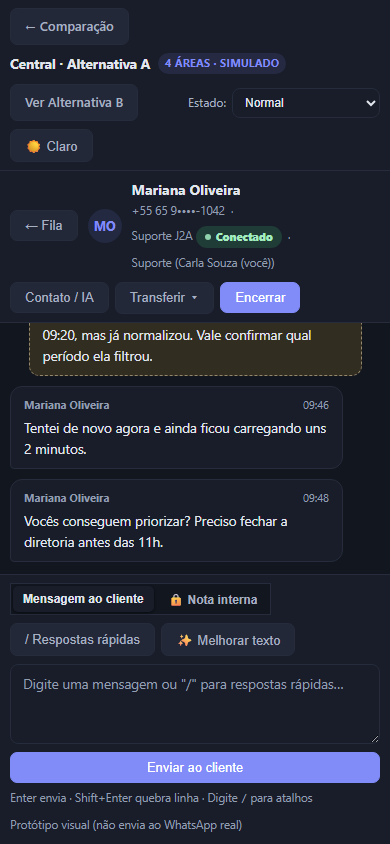 ← Comparação
Central · Alternativa A 4 ÁREAS · SIMULADO
Ver Alternativa B Estado: Normal
Claro
← Fila MO Mariana Oliveira
+55 65 9••••-1042 ·
Suporte J2A Conectado ·
Suporte (Carla Souza (você))
Contato / IA Transferir Encerrar
09:20, mas já normalizou. Vale confirmar qual
período ela filtrou.
Mariana Oliveira 09:46
Tentei de novo agora e ainda ficou carregando uns
2 minutos.
Mariana Oliveira 09:48
Vocês conseguem priorizar? Preciso fechar a
diretoria antes das 11h.
Mensagem ao cliente Nota interna
/ Respostas rápidas Melhorar texto
Digite uma mensagem ou "/" para respostas rápidas...
Enviar ao cliente
Enter envia · Shift+Enter quebra linha · Digite / para atalhos
Protótipo visual (não envia ao WhatsApp real)